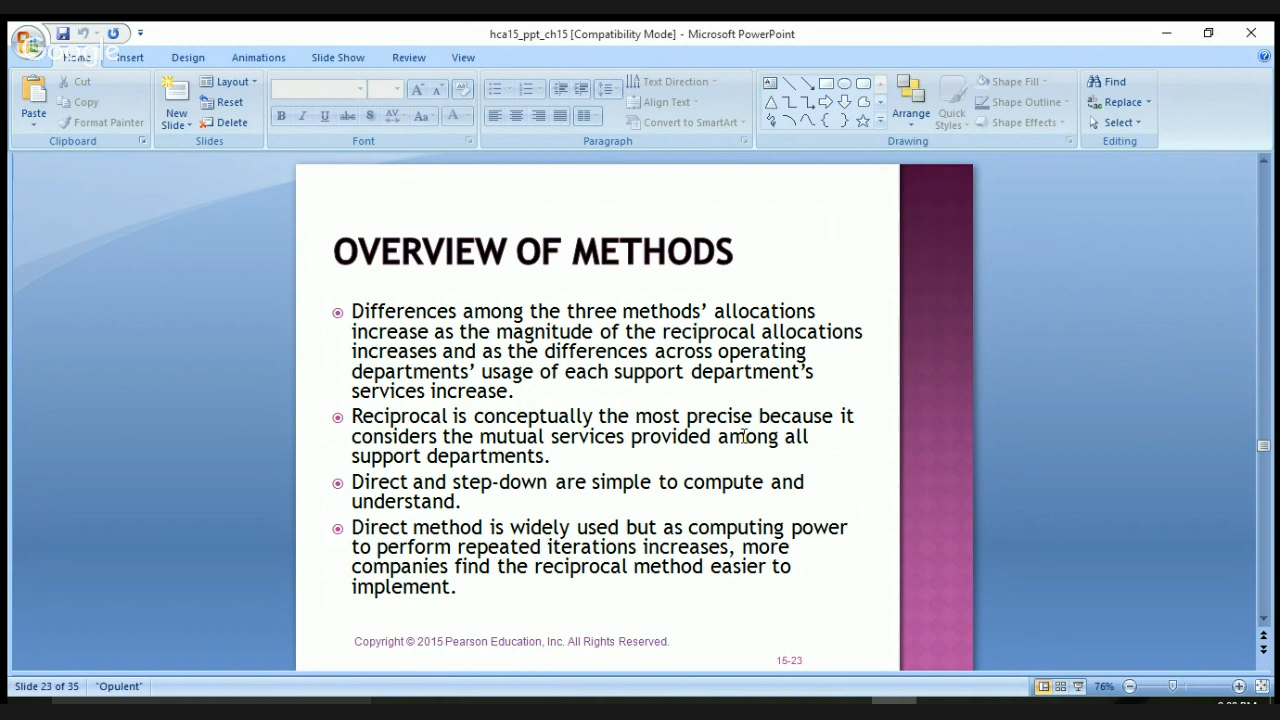 hca15_ppt_ch15 [Compatibility Mode] - Microsoft PowerPoint
Google
Home Insert Design Animations Slide Show Review View
Cut
Copy
Format Painter
Paste
Clipboard
New Slide
Layout
Reset
Delete
Slides
B I U abc S AV Aa A
Font
Text Direction
Align Text
Convert to SmartArt
Paragraph
Arrange
Quick Styles
Shape Fill
Shape Outline
Shape Effects
Drawing
Find
Replace
Select
Editing
OVERVIEW OF METHODS
Differences among the three methods’ allocations
increase as the magnitude of the reciprocal allocations
increases and as the differences across operating
departments’ usage of each support department’s
services increase.
Reciprocal is conceptually the most precise because it
considers the mutual services provided among all
support departments.
Direct and step-down are simple to compute and
understand.
Direct method is widely used but as computing power
to perform repeated iterations increases, more
companies find the reciprocal method easier to
implement.
Copyright © 2015 Pearson Education, Inc. All Rights Reserved.
15-23
Slide 23 of 35 "Opulent" 76%